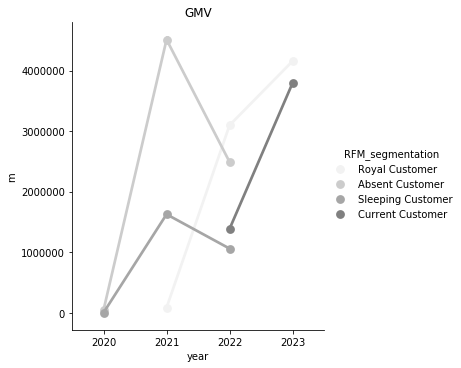 GMV
4000000
3000000
2000000
1000000
0
m
2020 2021 2022 2023
year
RFM_segmentation
Royal Customer
Absent Customer
Sleeping Customer
Current Customer